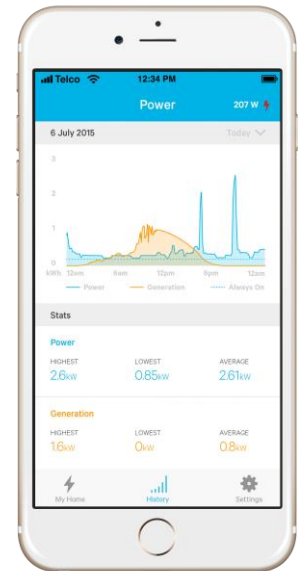 Telco 12:34 PM
Power 207 W
6 July 2015 Today
3
2
1
0
kWh 12am 6am 12pm 6pm 12am
Power Generation Always On
Stats
Power
HIGHEST LOWEST AVERAGE
2.6kW 0.85kW 2.61kW
Generation
HIGHEST LOWEST AVERAGE
1.6kW 0kW 0.8kW
My Home History Settings